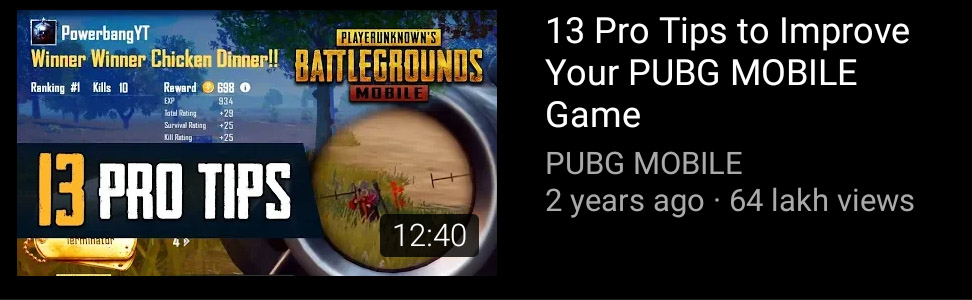 PowerbangYT
Winner Winner Chicken Dinner!!
Ranking #1 Kills 10 Reward 698
EXP 934
Total Rating +29
Survival Rating +25
Kill Rating +25
PLAYERUNKNOWN'S
BATTLEGROUNDS
MOBILE
13 PRO TIPS
Terminator
12:40
13 Pro Tips to Improve
Your PUBG MOBILE
Game
PUBG MOBILE
2 years ago · 64 lakh views